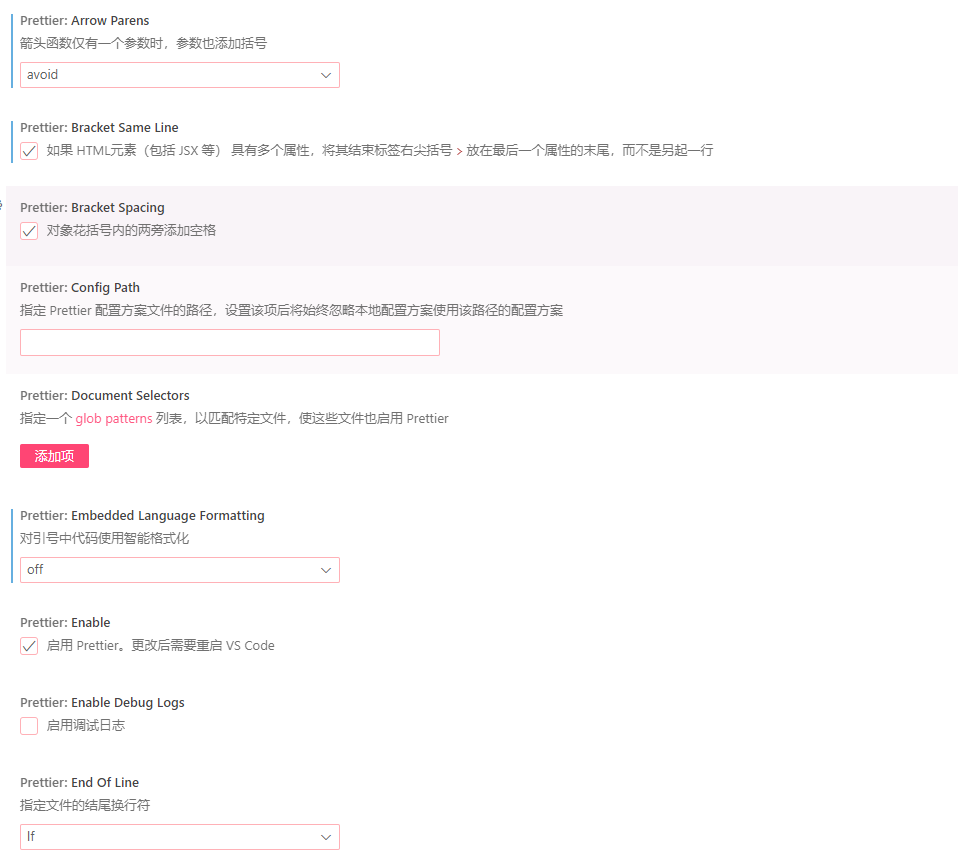 Prettier: Arrow Parens
箭头函数仅有一个参数时，参数也添加括号
avoid
Prettier: Bracket Same Line
如果 HTML元素（包括 JSX 等） 具有多个属性，将其结束标签右尖括号 > 放在最后一个属性的末尾，而不是另起一行
Prettier: Bracket Spacing
对象花括号内的两旁添加空格
Prettier: Config Path
指定 Prettier 配置方案文件的路径，设置该项后将始终忽略本地配置方案使用该路径的配置方案
Prettier: Document Selectors
指定一个 glob patterns 列表，以匹配特定文件，使这些文件也启用 Prettier
添加项
Prettier: Embedded Language Formatting
对引号中代码使用智能格式化
off
Prettier: Enable
启用 Prettier。更改后需要重启 VS Code
Prettier: Enable Debug Logs
启用调试日志
Prettier: End Of Line
指定文件的结尾换行符
lf